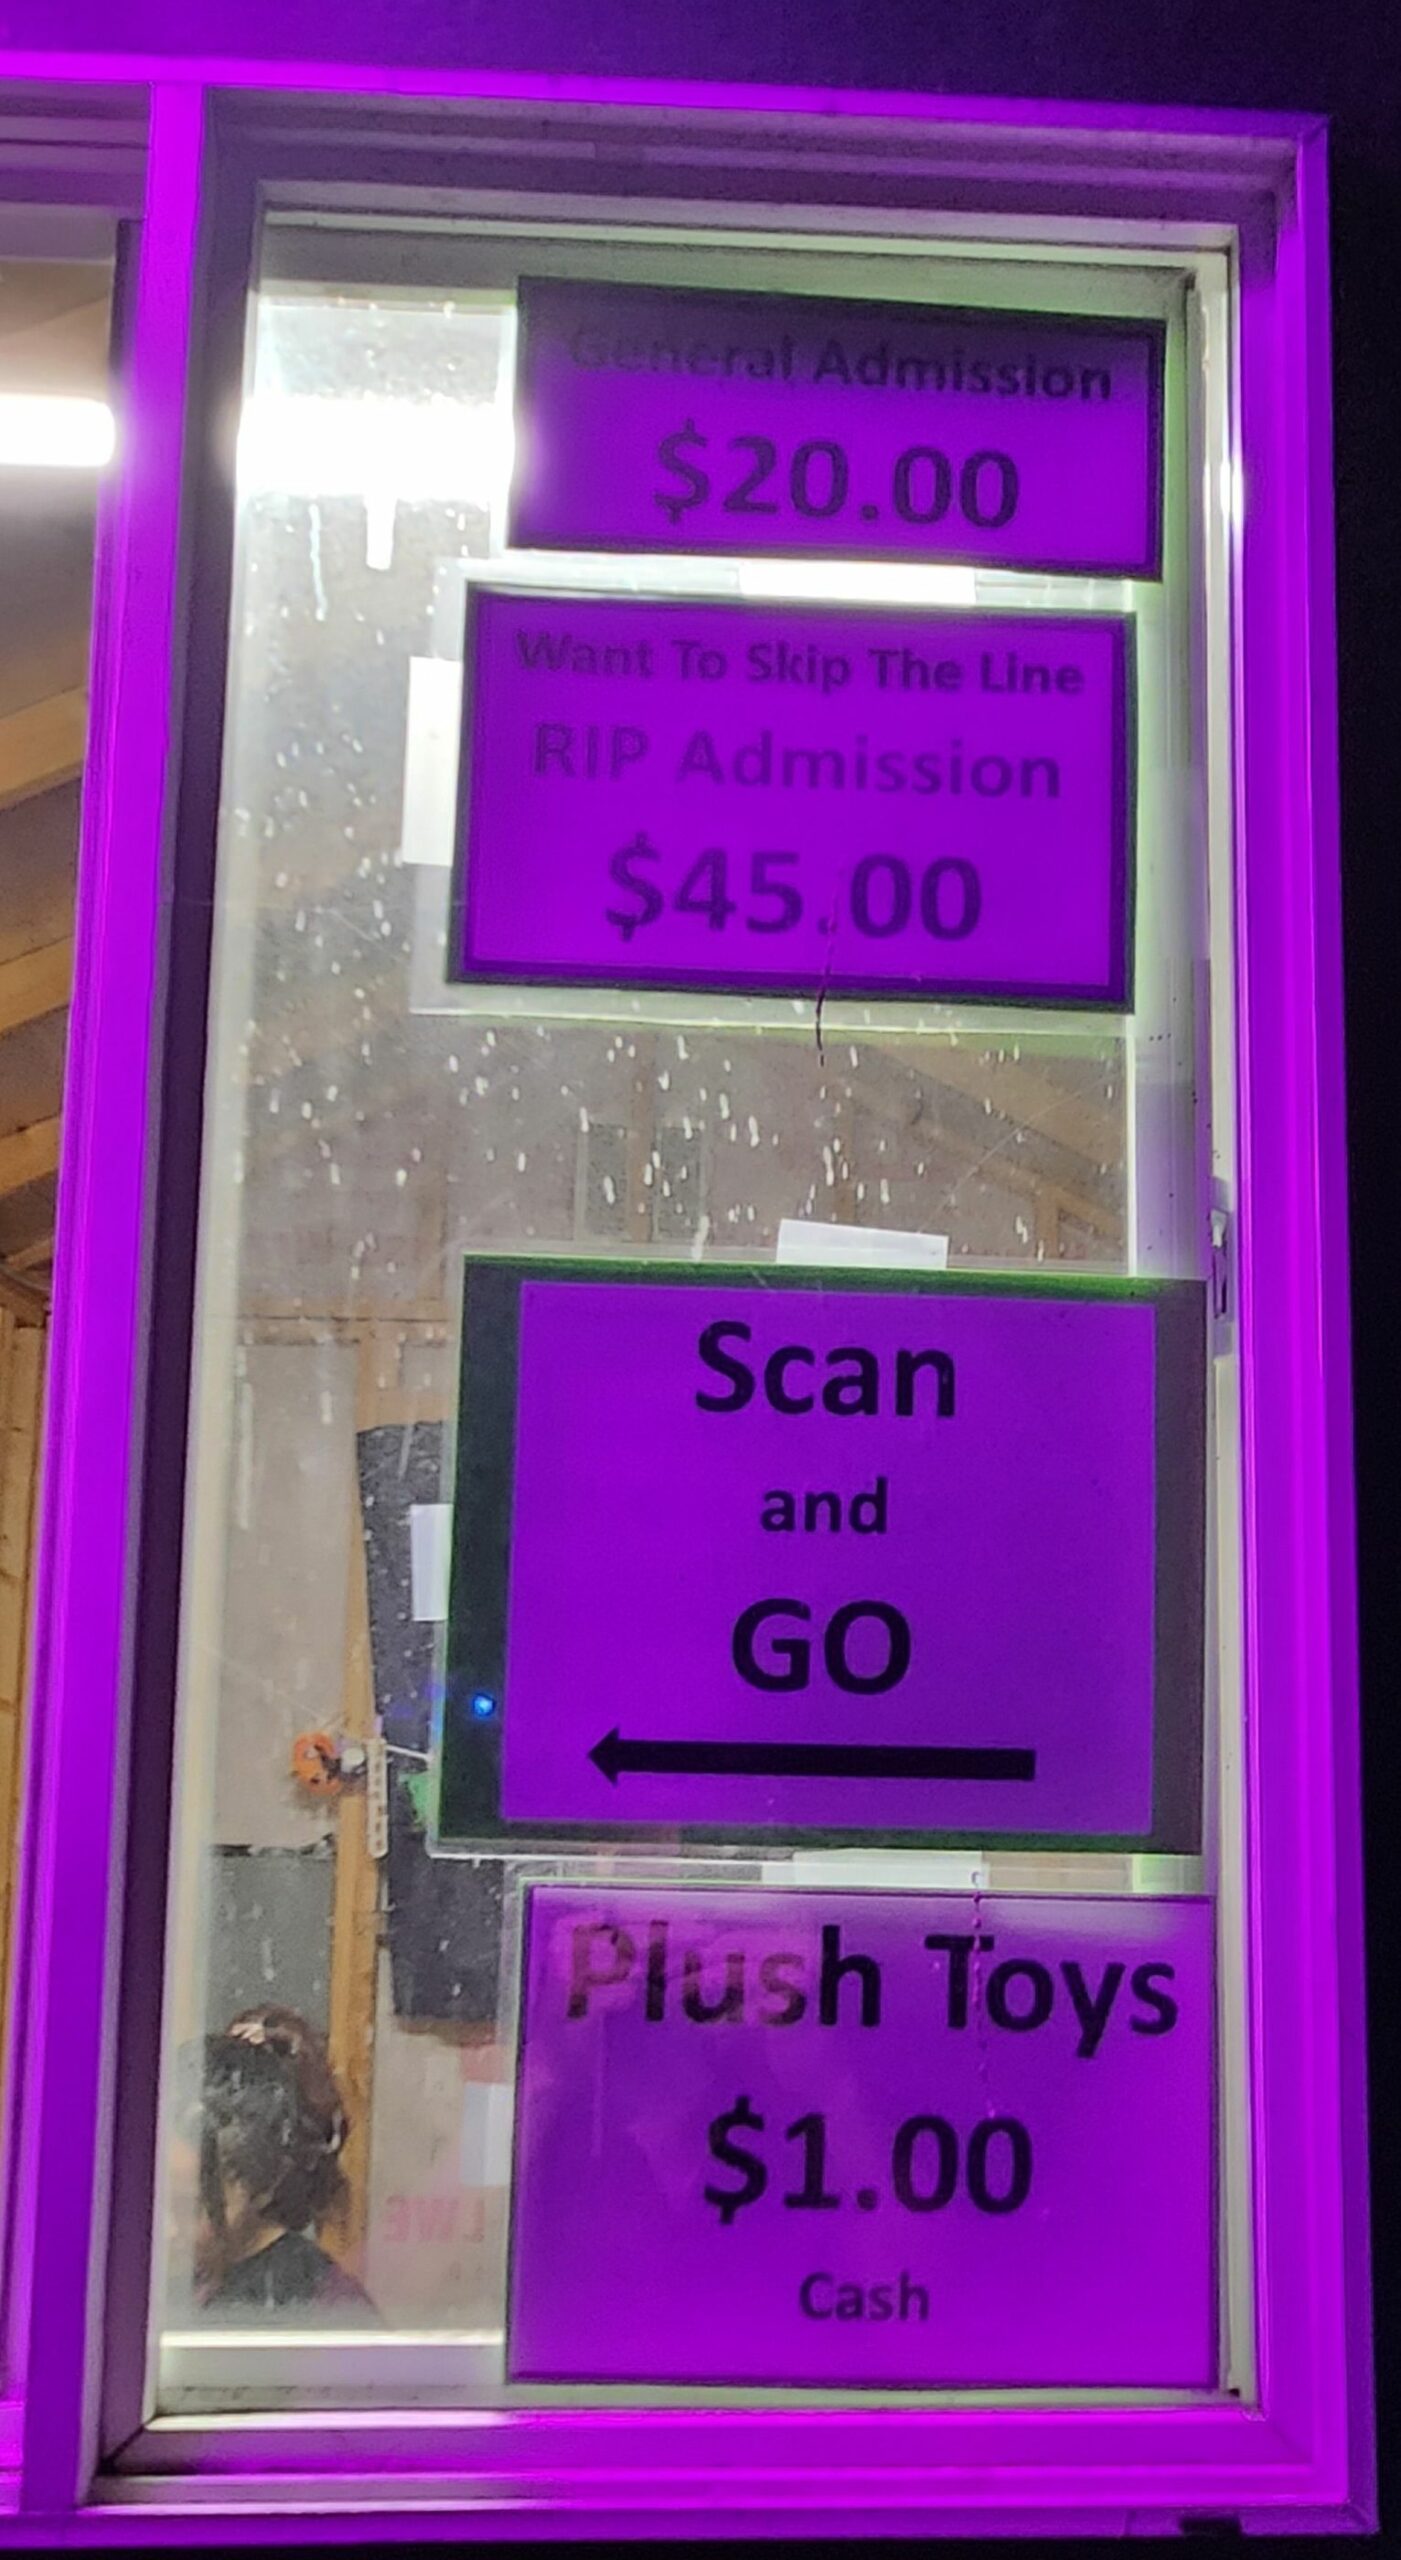 General Admission
$20.00
Want To Skip The Line
RIP Admission
$45.00
Scan
and
GO
Plush Toys
$1.00
Cash